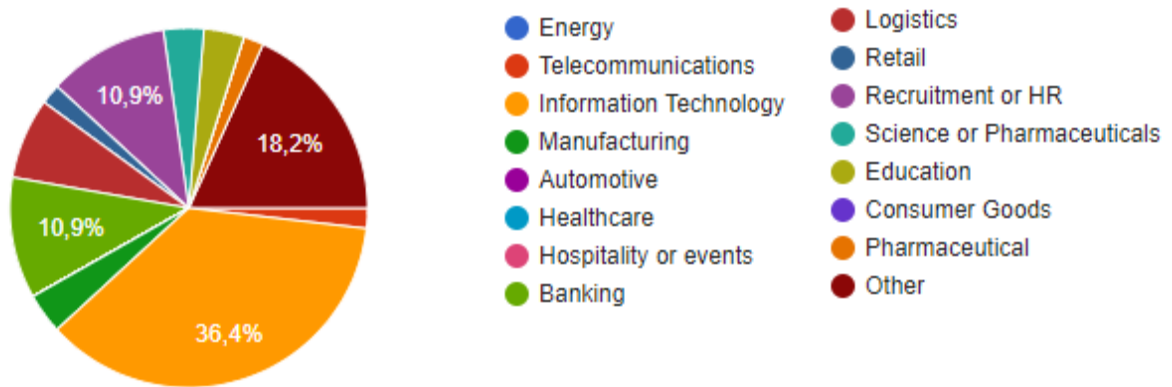 10,9%
18,2%
10,9%
36,4%
Energy
Telecommunications
Information Technology
Manufacturing
Automotive
Healthcare
Hospitality or events
Banking
Logistics
Retail
Recruitment or HR
Science or Pharmaceuticals
Education
Consumer Goods
Pharmaceutical
Other